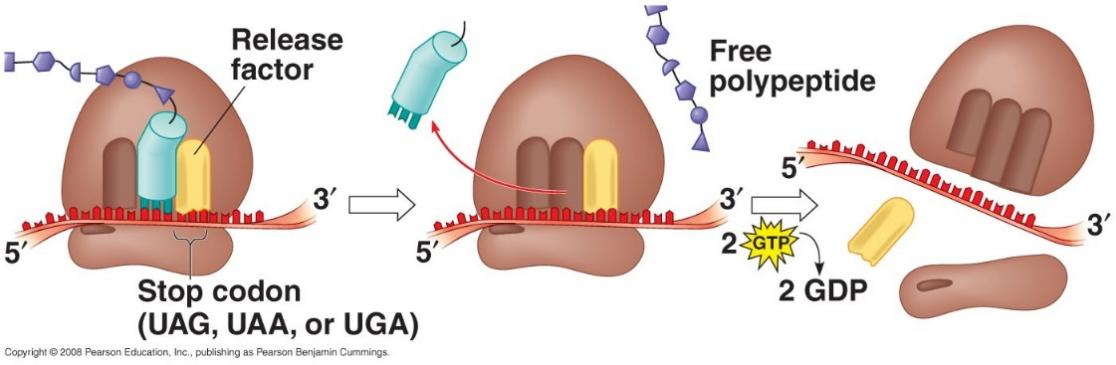 Release
factor
Free
polypeptide
5′
3′
5′
3′
5′
3′
2 GTP
2 GDP
Stop codon
(UAG, UAA, or UGA)
Copyright © 2008 Pearson Education, Inc., publishing as Pearson Benjamin Cummings.